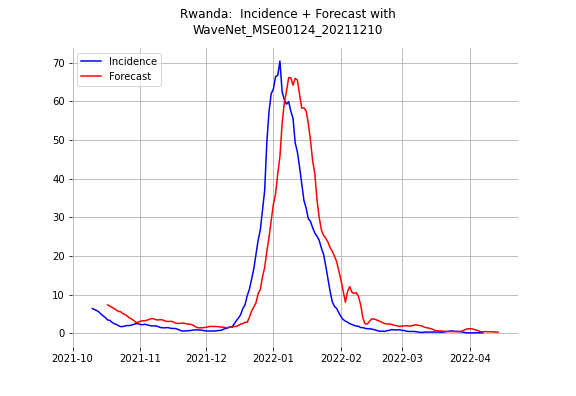 Rwanda: Incidence + Forecast with
WaveNet_MSE00124_20211210
Incidence
Forecast
70
60
50
40
30
20
10
0
2021-10 2021-11 2021-12 2022-01 2022-02 2022-03 2022-04